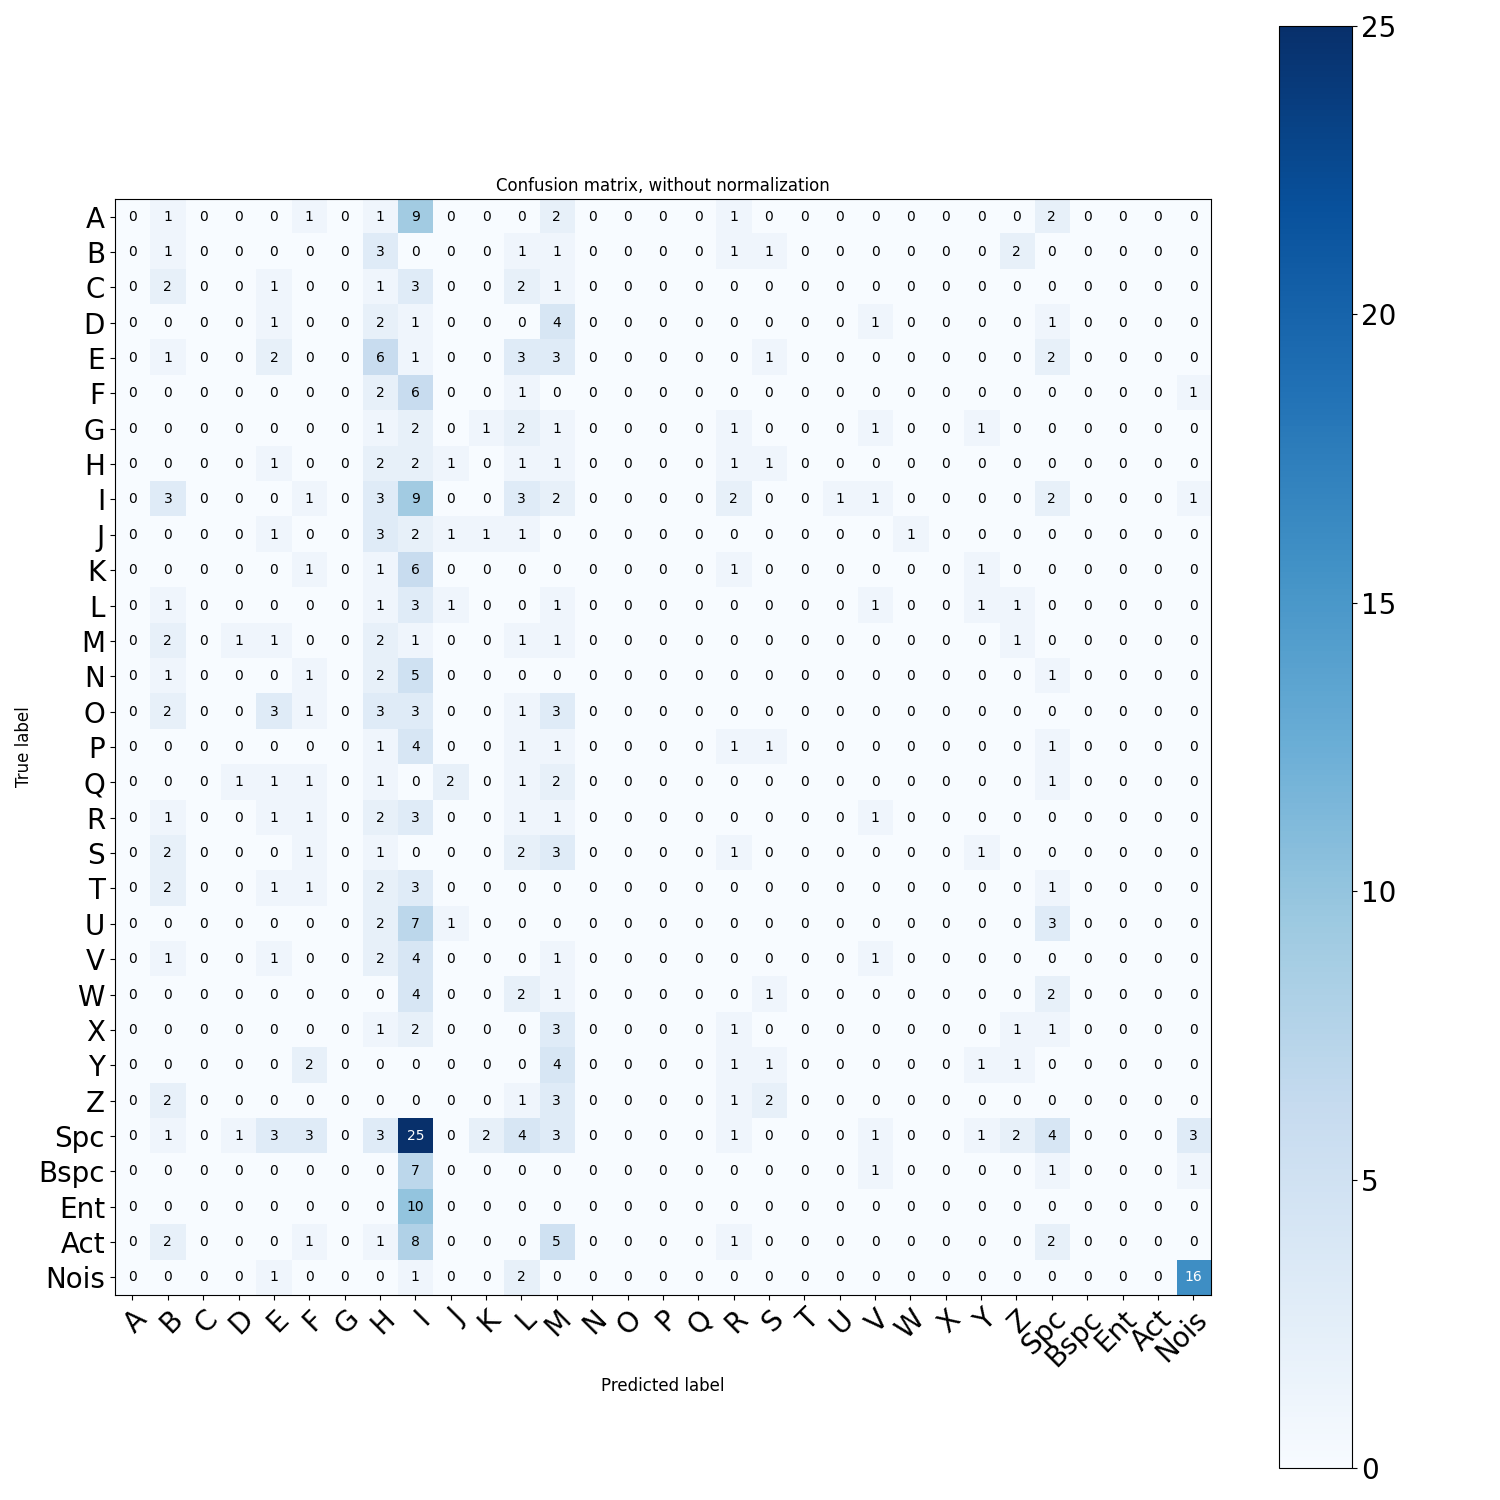 Confusion matrix, without normalization
A 0 1 0 0 0 1 0 1 9 0 0 0 2 0 0 0 0 1 0 0 0 0 0 0 0 0 2 0 0 0 0
B 0 1 0 0 0 0 0 3 0 0 0 1 1 0 0 0 0 1 1 0 0 0 0 0 0 2 0 0 0 0 0
C 0 2 0 0 1 0 0 1 3 0 0 2 1 0 0 0 0 0 0 0 0 0 0 0 0 0 0 0 0 0 0
D 0 0 0 0 1 0 0 2 1 0 0 0 4 0 0 0 0 0 0 0 0 1 0 0 0 0 1 0 0 0 0
E 0 1 0 0 2 0 0 6 1 0 0 3 3 0 0 0 0 0 1 0 0 0 0 0 0 0 2 0 0 0 0
F 0 0 0 0 0 0 0 2 6 0 0 1 0 0 0 0 0 0 0 0 0 0 0 0 0 0 0 0 0 0 1
G 0 0 0 0 0 0 0 1 2 0 1 2 1 0 0 0 0 1 0 0 0 1 0 0 1 0 0 0 0 0 0
H 0 0 0 0 1 0 0 2 2 1 0 1 1 0 0 0 0 1 1 0 0 0 0 0 0 0 0 0 0 0 0
I 0 3 0 0 0 1 0 3 9 0 0 3 2 0 0 0 0 2 0 0 1 1 0 0 0 0 2 0 0 0 1
J 0 0 0 0 1 0 0 3 2 1 1 1 0 0 0 0 0 0 0 0 0 0 1 0 0 0 0 0 0 0 0
K 0 0 0 0 0 1 0 1 6 0 0 0 0 0 0 0 0 1 0 0 0 0 0 0 1 0 0 0 0 0 0
L 0 1 0 0 0 0 0 1 3 1 0 0 1 0 0 0 0 0 0 0 0 1 0 0 1 1 0 0 0 0 0
M 0 2 0 1 1 0 0 2 1 0 0 1 1 0 0 0 0 0 0 0 0 0 0 0 0 1 0 0 0 0 0
N 0 1 0 0 0 1 0 2 5 0 0 0 0 0 0 0 0 0 0 0 0 0 0 0 0 0 1 0 0 0 0
O 0 2 0 0 3 1 0 3 3 0 0 1 3 0 0 0 0 0 0 0 0 0 0 0 0 0 0 0 0 0 0
P 0 0 0 0 0 0 0 1 4 0 0 1 1 0 0 0 0 1 1 0 0 0 0 0 0 0 1 0 0 0 0
Q 0 0 0 1 1 1 0 1 0 2 0 1 2 0 0 0 0 0 0 0 0 0 0 0 0 0 1 0 0 0 0
R 0 1 0 0 1 1 0 2 3 0 0 1 1 0 0 0 0 0 0 0 0 1 0 0 0 0 0 0 0 0 0
S 0 2 0 0 0 1 0 1 0 0 0 2 3 0 0 0 0 1 0 0 0 0 0 0 1 0 0 0 0 0 0
T 0 2 0 0 1 1 0 2 3 0 0 0 0 0 0 0 0 0 0 0 0 0 0 0 0 0 1 0 0 0 0
U 0 0 0 0 0 0 0 2 7 1 0 0 0 0 0 0 0 0 0 0 0 0 0 0 0 0 3 0 0 0 0
V 0 1 0 0 1 0 0 2 4 0 0 0 1 0 0 0 0 0 0 0 0 1 0 0 0 0 0 0 0 0 0
W 0 0 0 0 0 0 0 0 4 0 0 2 1 0 0 0 0 0 1 0 0 0 0 0 0 0 2 0 0 0 0
X 0 0 0 0 0 0 0 1 2 0 0 0 3 0 0 0 0 1 0 0 0 0 0 0 0 1 1 0 0 0 0
Y 0 0 0 0 0 2 0 0 0 0 0 0 4 0 0 0 0 1 1 0 0 0 0 0 1 1 0 0 0 0 0
Z 0 2 0 0 0 0 0 0 0 0 0 1 3 0 0 0 0 1 2 0 0 0 0 0 0 0 0 0 0 0 0
Spc 0 1 0 1 3 3 0 3 25 0 2 4 3 0 0 0 0 1 0 0 0 1 0 0 1 2 4 0 0 0 3
Bspc 0 0 0 0 0 0 0 0 7 0 0 0 0 0 0 0 0 0 0 0 0 1 0 0 0 0 1 0 0 0 1
Ent 0 0 0 0 0 0 0 0 10 0 0 0 0 0 0 0 0 0 0 0 0 0 0 0 0 0 0 0 0 0 0
Act 0 2 0 0 0 1 0 1 8 0 0 0 5 0 0 0 0 1 0 0 0 0 0 0 0 0 2 0 0 0 0
Nois 0 0 0 0 1 0 0 0 1 0 0 2 0 0 0 0 0 0 0 0 0 0 0 0 0 0 0 0 0 0 16
A B C D E F G H I J K L M N O P Q R S T U V W X Y Z Spc Bspc Ent Act Nois
Predicted label
True label
25
20
15
10
5
0